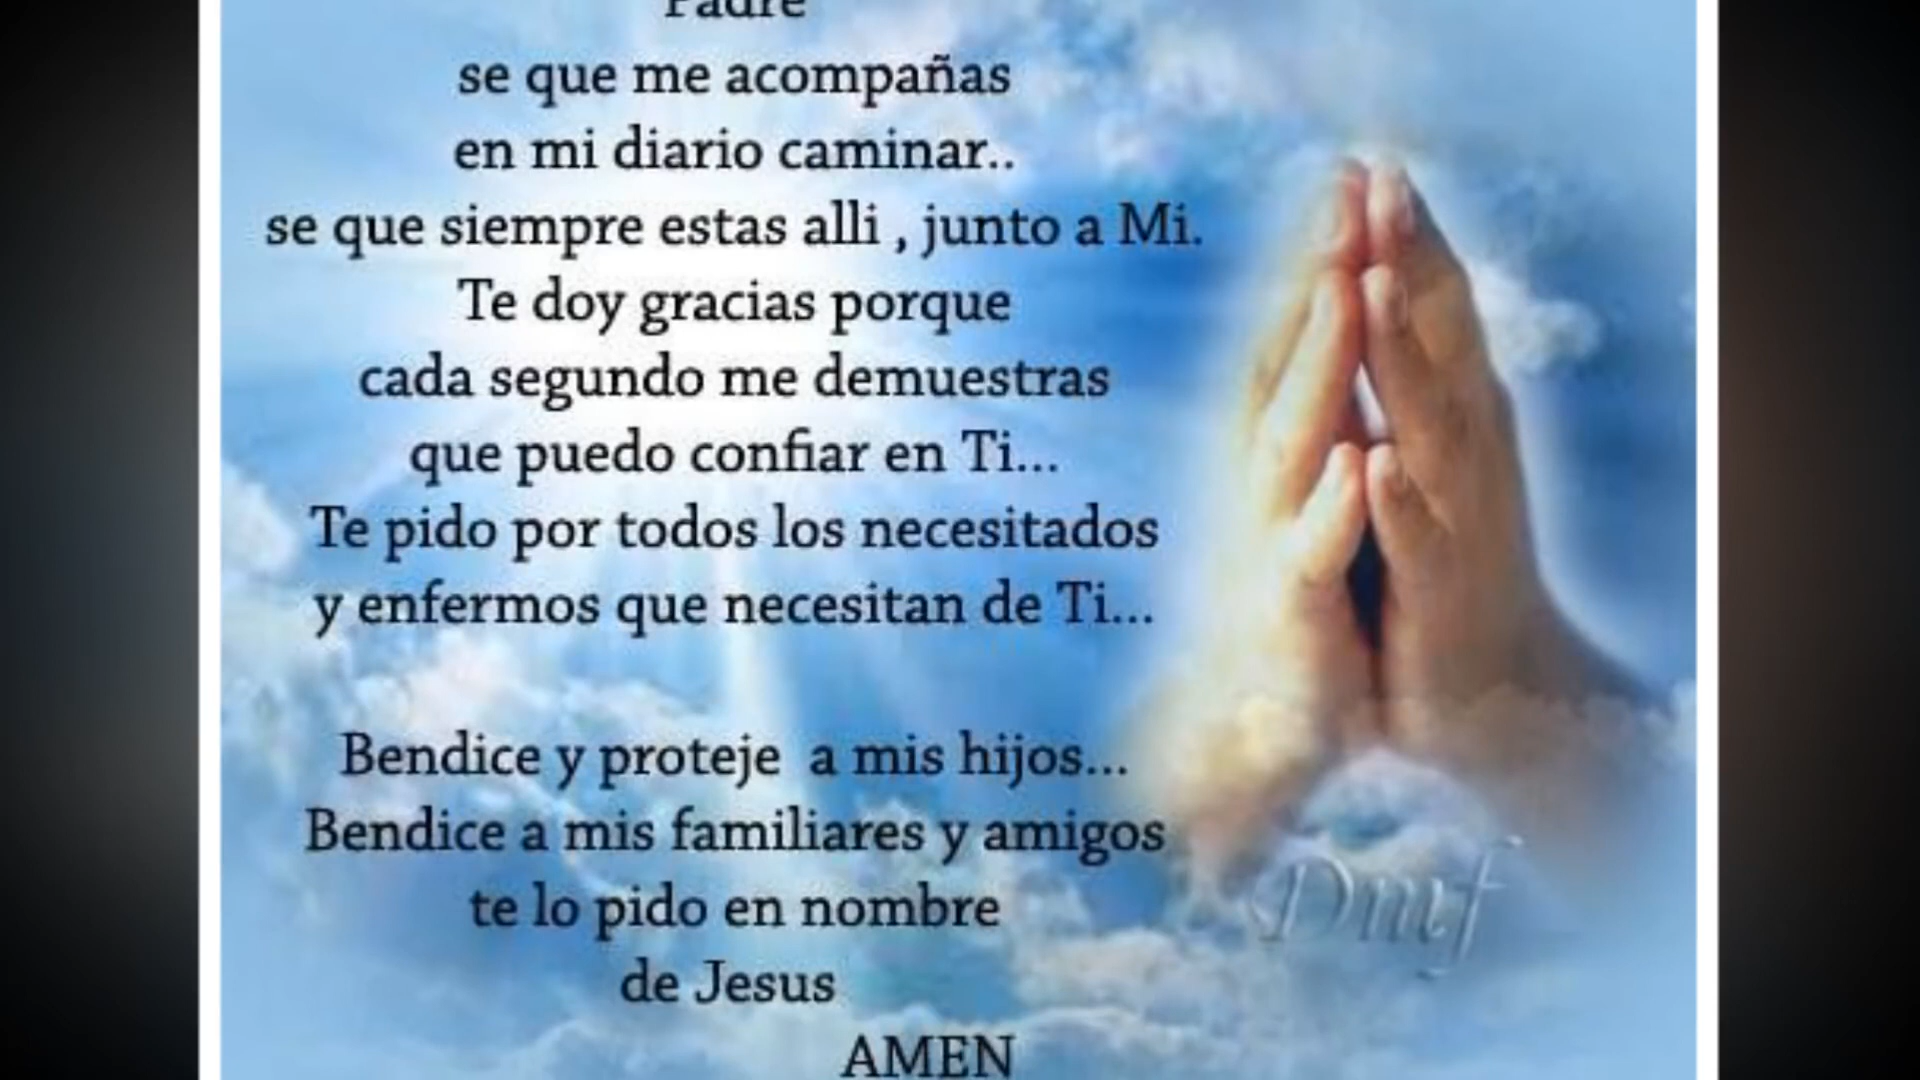 Padre
se que me acompañas
en mi diario caminar..
se que siempre estas alli , junto a Mi.
Te doy gracias porque
cada segundo me demuestras
que puedo confiar en Ti...
Te pido por todos los necesitados
y enfermos que necesitan de Ti...
Bendice y proteje a mis hijos...
Bendice a mis familiares y amigos
te lo pido en nombre
de Jesus
AMEN
Dmf